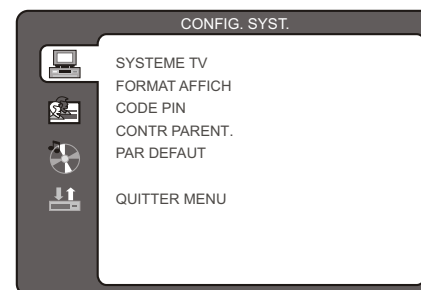 CONFIG. SYST.
SYSTEME TV
FORMAT AFFICH
CODE PIN
CONTR PARENT.
PAR DEFAUT
QUITTER MENU